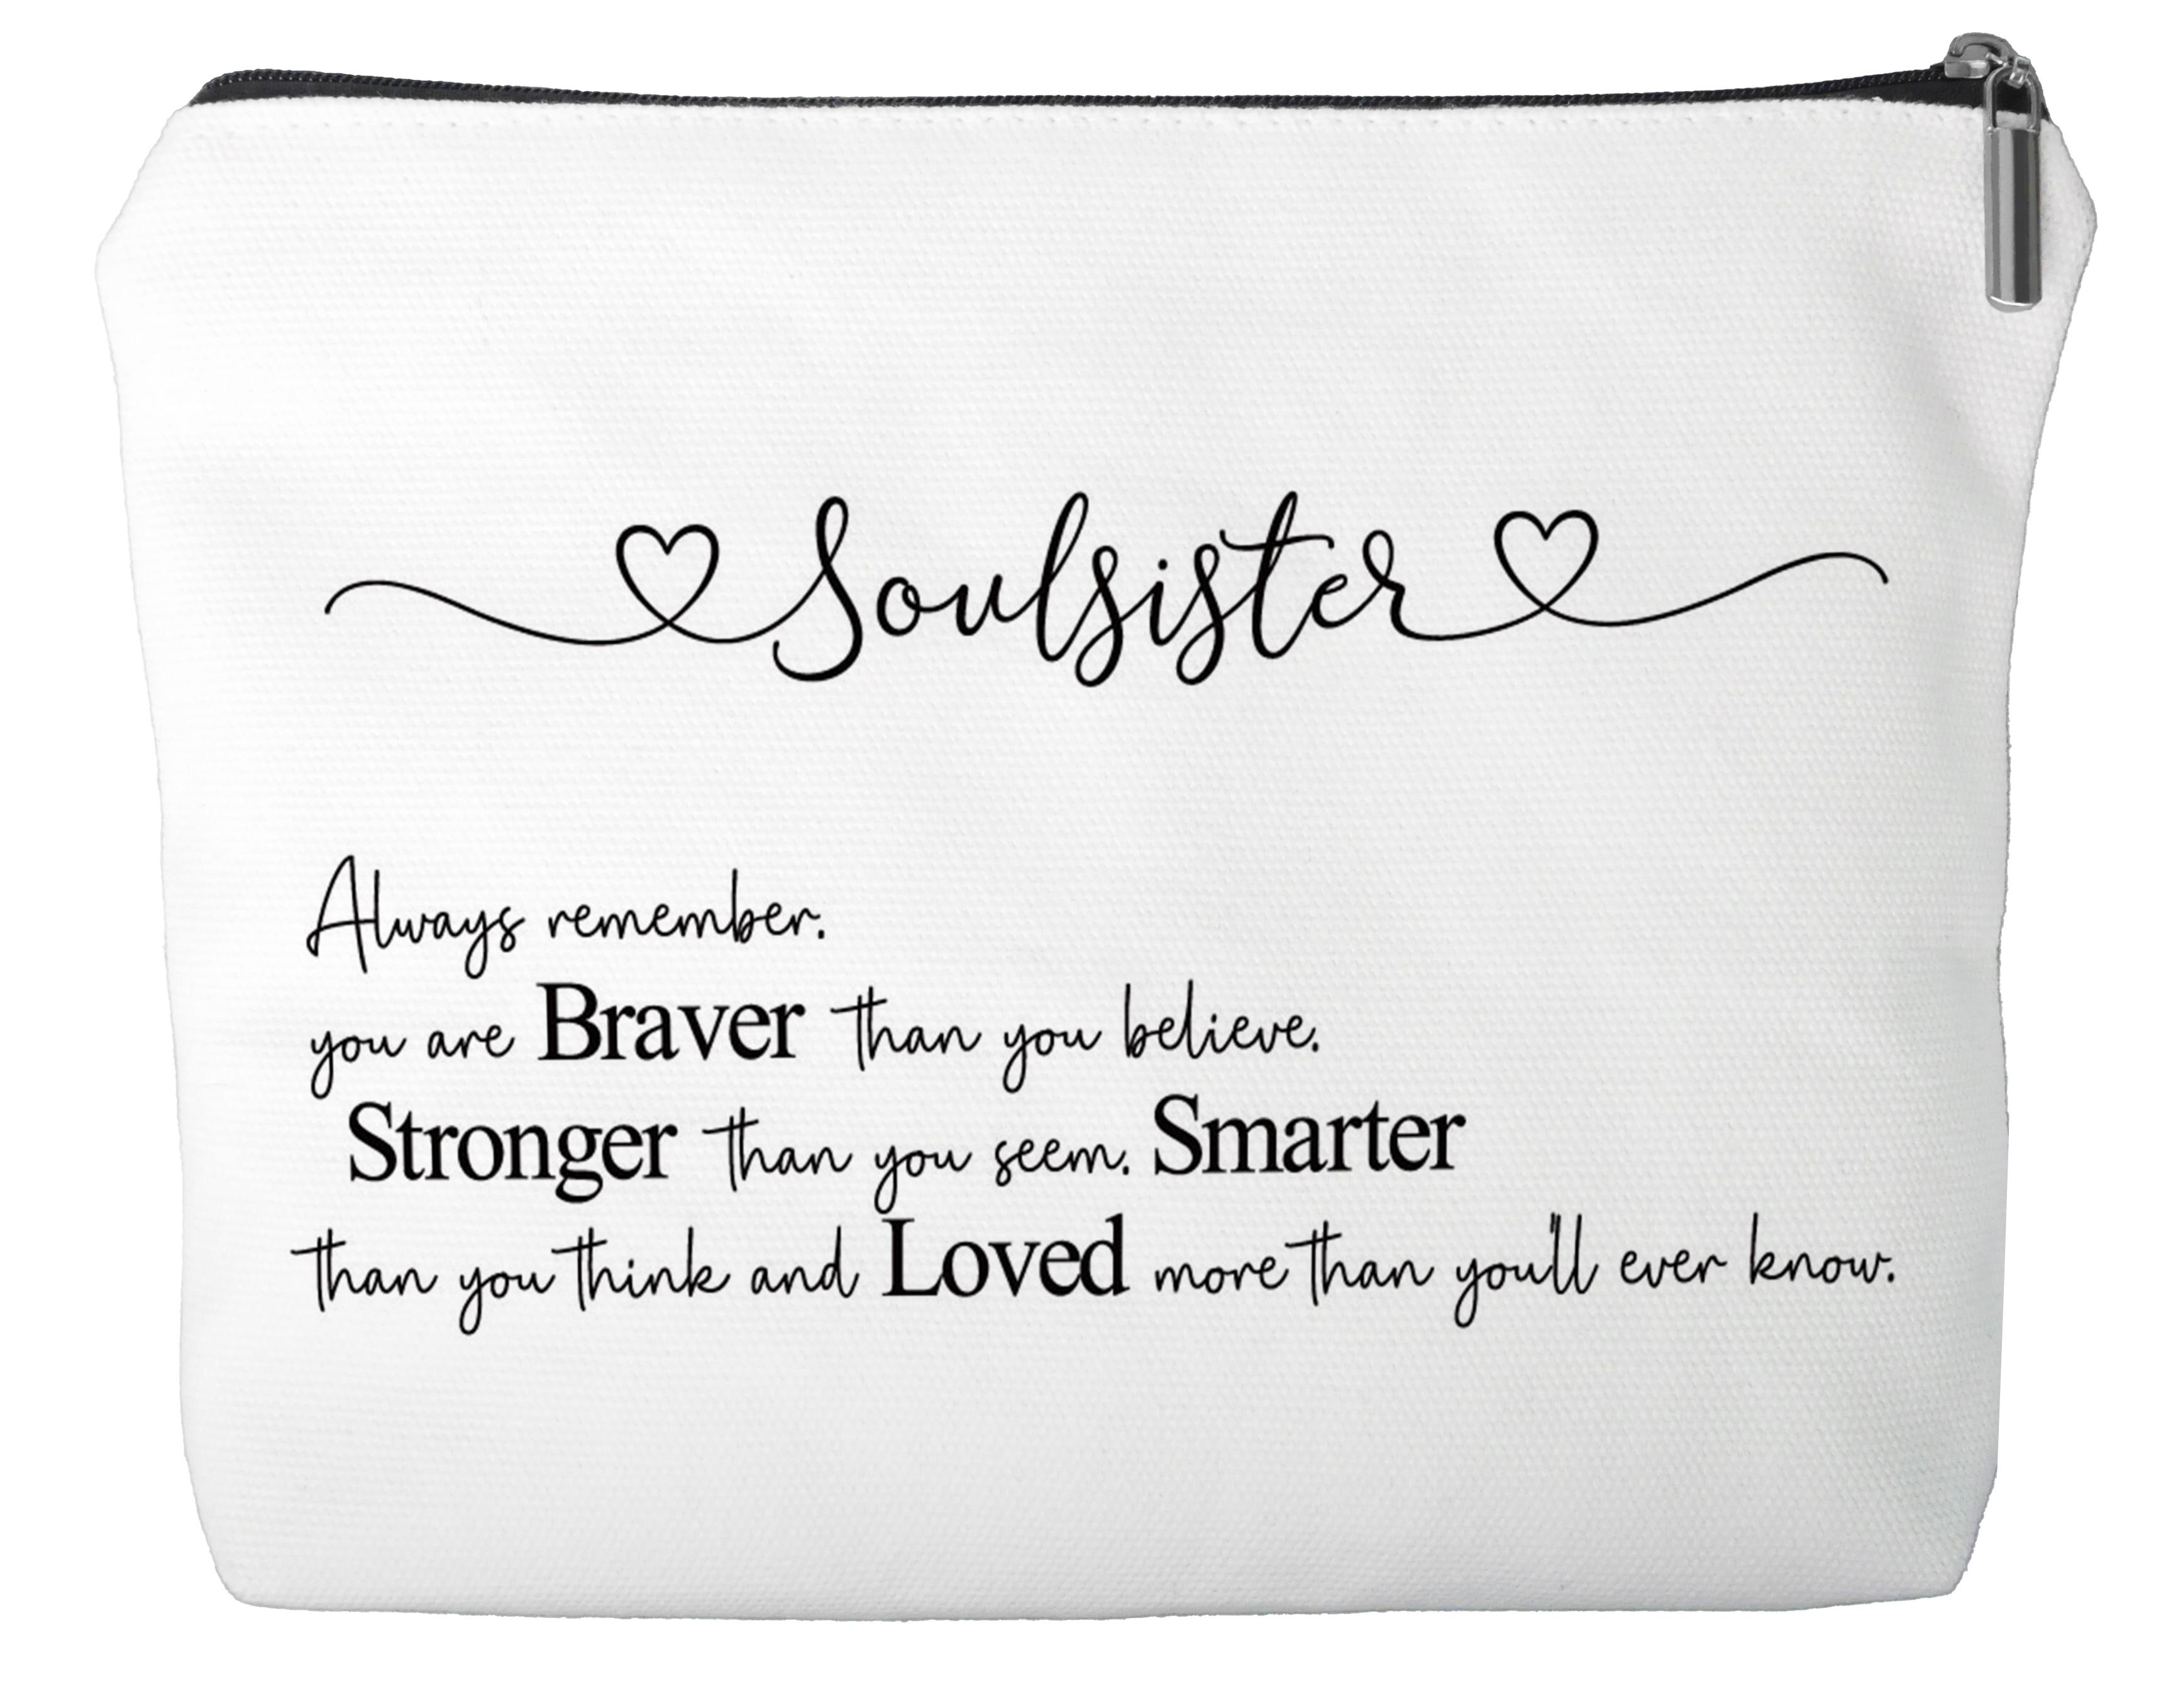 Soulsister
Always remember.
you are Braver than you believe.
Stronger than you seem. Smarter
than you think and Loved more than you'll ever know.